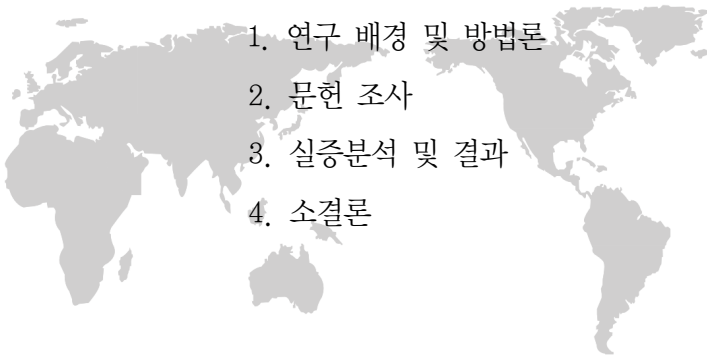 1. 연구 배경 및 방법론
2. 문헌 조사
3. 실증분석 및 결과
4. 소결론